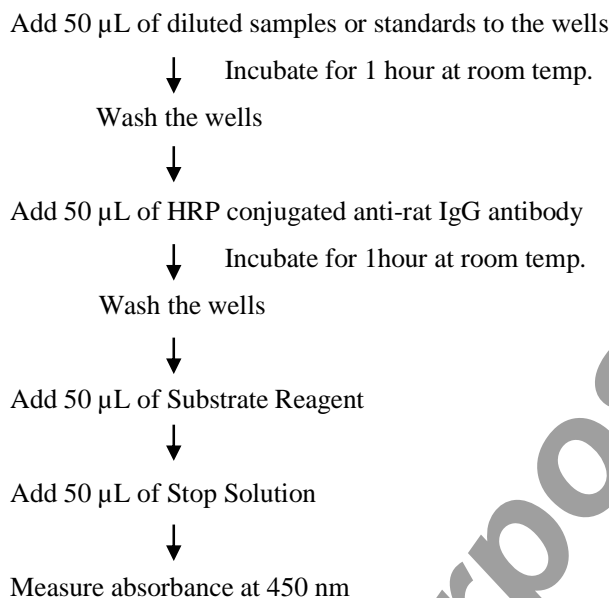 Add 50 µL of diluted samples or standards to the wells
Incubate for 1 hour at room temp.
Wash the wells
Add 50 µL of HRP conjugated anti-rat IgG antibody
Incubate for 1hour at room temp.
Wash the wells
Add 50 µL of Substrate Reagent
Add 50 µL of Stop Solution
Measure absorbance at 450 nm